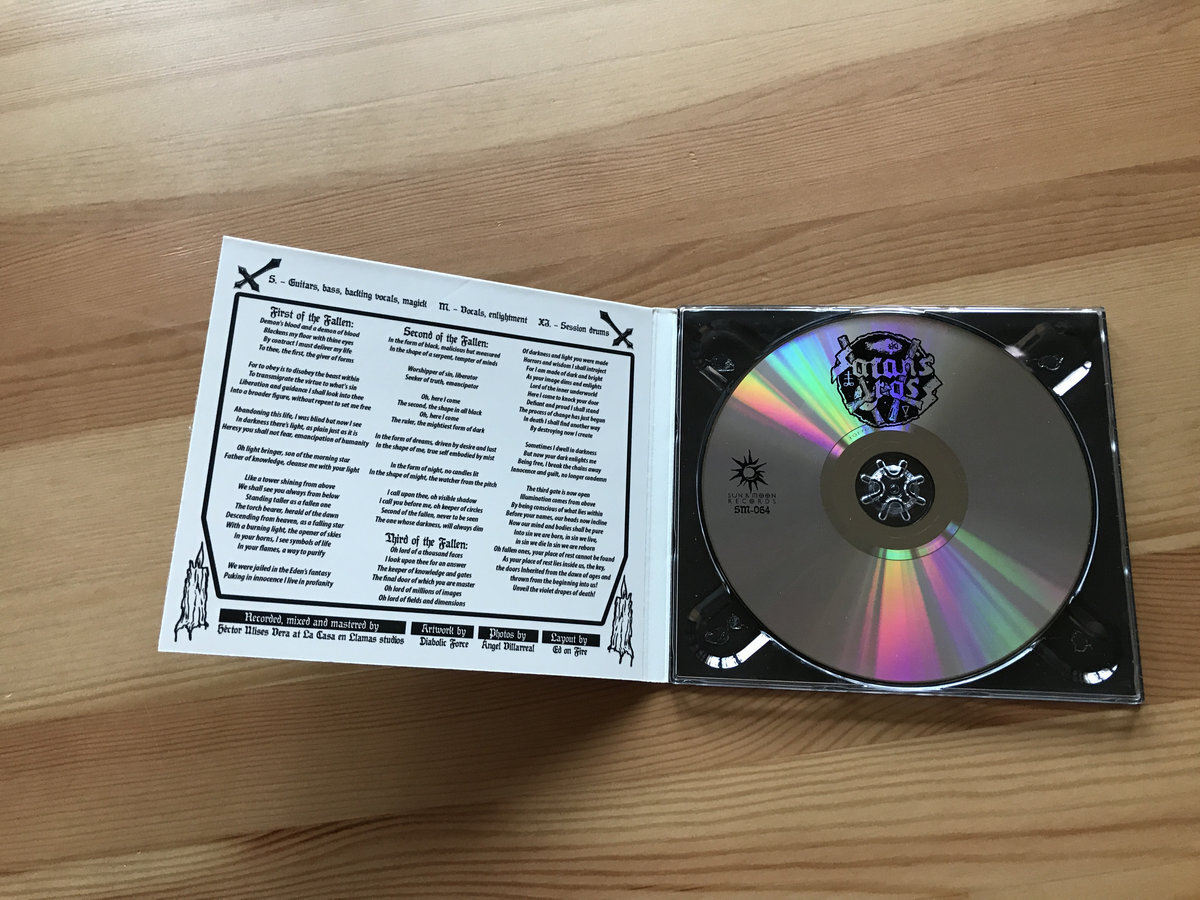 S. - Guitars, bass, backing vocals, magick M. - Vocals, enlightment XI. - Session drums
First of the Fallen:
Demon's blood and a demon of blood
Blackens my floor with thine eyes
By contract I must deliver my life
To thee, the first, the giver of forms
For to obey is to disobey the beast within
To transmigrate the virtue to what's sin
Liberation and guidance I shall look into thee
Into a broader figure, without repent to set me free
Abandoning this life, I was blind but now I see
In darkness there's light, as plain just as it is
Heresy you shall not fear, emancipation of humanity
Oh light bringer, son of the morning star
Father of knowledge, cleanse me with your light
Like a tower shining from above
We shall see you always from below
Standing taller as a fallen one
The torch bearer, herald of the dawn
Descending from heaven, as a falling star
With a burning light, the opener of skies
In your horns, I see symbols of life
In your flames, a way to purify
We were jailed in the Eden's fantasy
Puking in innocence I live in profanity
Second of the Fallen:
In the form of black, malicious but measured
In the shape of a serpent, tempter of minds
Worshipper of sin, liberator
Seeker of truth, emancipator
Oh, here I come
The second, the shape in all black
Oh, here I come
The ruler, the mightiest form of dark
In the form of dreams, driven by desire and lust
In the shape of me, true self embodied by mist
In the form of night, no candles lit
In the shape of might, the watcher from the pitch
I call upon thee, oh visible shadow
I call you before me, oh keeper of circles
Second of the fallen, never to be seen
The one whose darkness, will always dim
Third of the Fallen:
Oh lord of a thousand faces
I look upon thee for an answer
The keeper of knowledge and gates
The final door of which you are master
Oh lord of millions of images
Oh lord of fields and dimensions
Of darkness and light you were made
Horrors and wisdom I shall introject
For I am made of dark and bright
As your image dims and enlights
Lord of the inner underworld
Here I come to knock your door
Defiant and proud I shall stand
The process of change has just begun
In death I shall find another way
By destroying now I create
Sometimes I dwell in darkness
But now your dark enlights me
Being free, I break the chains away
Innocence and guilt, no longer condemn
The third gate is now open
Illumination comes from above
By being conscious of what lies within
Before your names, our heads now incline
Now our mind and bodies shall be pure
Into sin we are born, in sin we live,
in sin we die In sin we are reborn
Oh fallen ones, your place of rest cannot be found
As your place of rest lies inside us, the key,
the doors inherited from the dawn of ages and
thrown from the beginning into us!
Unveil the violet drapes of death!
Recorded, mixed and mastered by
Héctor Ulises Vera at La Casa en Llamas studios
Artwork by
Diabolic Force
Photos by
Ángel Villarreal
Layout by
Ed on Fire
Satan's
SUN & MOON
RECORDS
SM-064